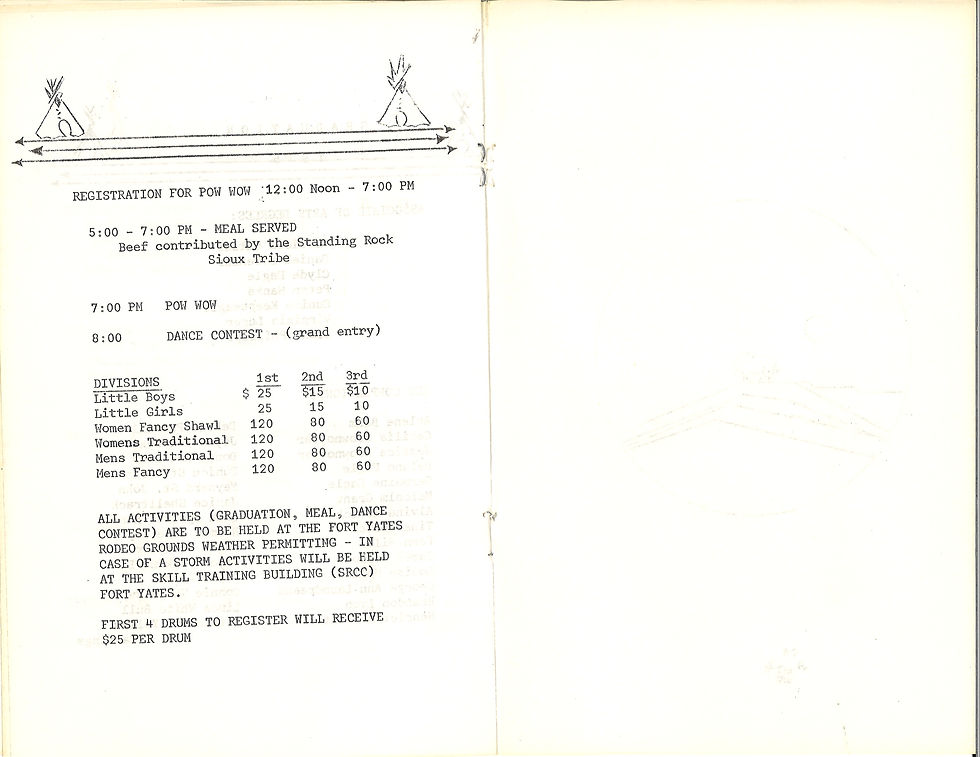 REGISTRATION FOR POW WOW 12:00 Noon - 7:00 PM
5:00 - 7:00 PM - MEAL SERVED
Beef contributed by the Standing Rock
Sioux Tribe
7:00 PM POW WOW
8:00 DANCE CONTEST - (grand entry)
DIVISIONS 1st 2nd 3rd
Little Boys $ 25 $15 $10
Little Girls 25 15 10
Women Fancy Shawl 120 80 60
Womens Traditional 120 80 60
Mens Traditional 120 80 60
Mens Fancy 120 80 60
ALL ACTIVITIES (GRADUATION, MEAL, DANCE
CONTEST) ARE TO BE HELD AT THE FORT YATES
RODEO GROUNDS WEATHER PERMITTING - IN
CASE OF A STORM ACTIVITIES WILL BE HELD
AT THE SKILL TRAINING BUILDING (SRCC)
FORT YATES.
FIRST 4 DRUMS TO REGISTER WILL RECEIVE
$25 PER DRUM